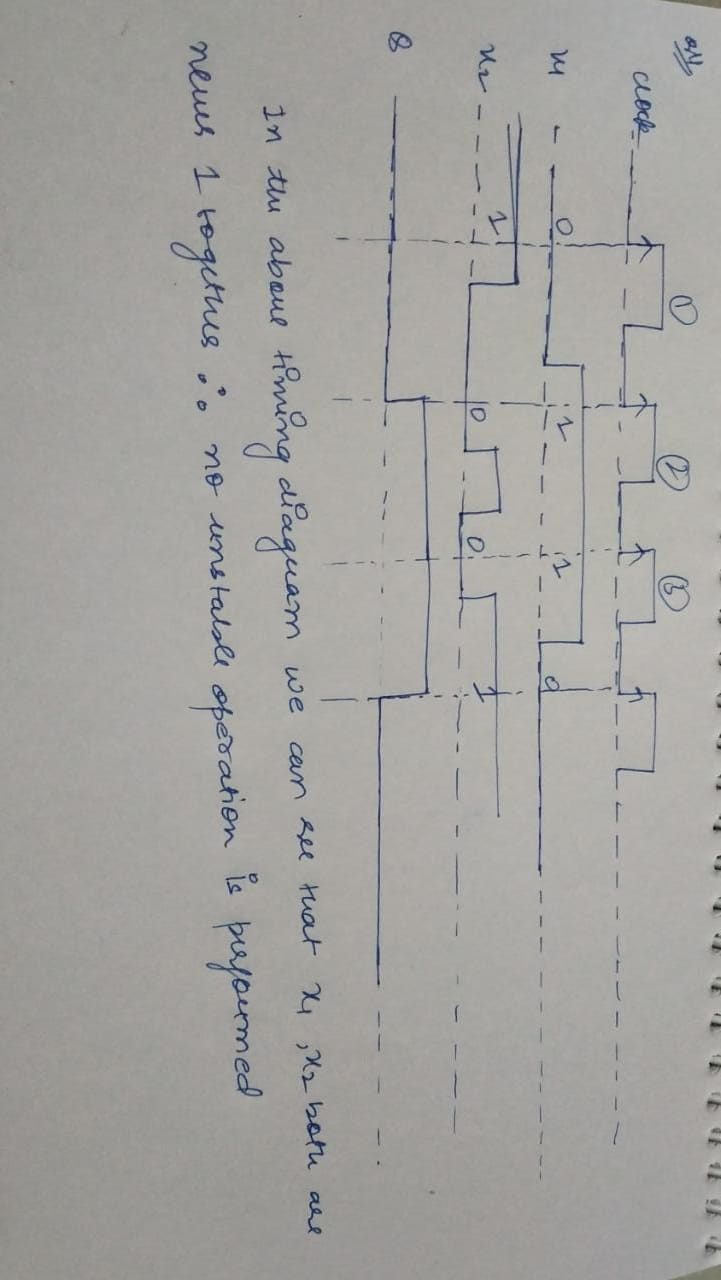 Clock
① ② ③
x1 0 1 1 0
x2 1 0 0 1
Q
In the above timing diagram we can see that x1, x2 both are
never 1 together ∴ no unstable operation is performed